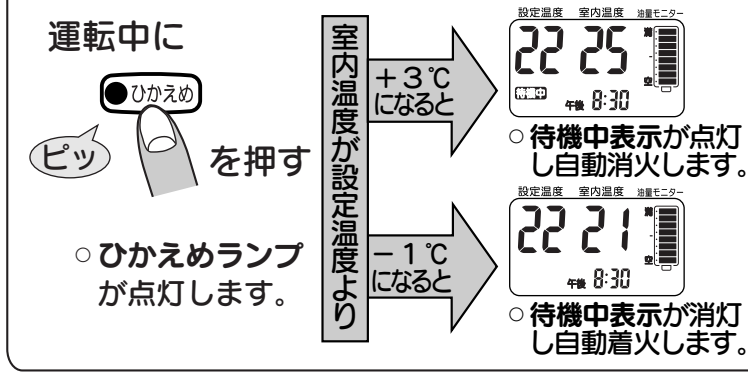 運転中に
ひかえめ
ピッ
を押す
○ひかえめランプ
が点灯します。
室内温度が設定温度より
+3℃
になると
設定温度 室内温度 油量モニター
22 25
満
空
待機中
午後 8:30
○待機中表示が点灯
し自動消火します。
-1℃
になると
設定温度 室内温度 油量モニター
22 21
満
空
午後 8:30
○待機中表示が消灯
し自動着火します。